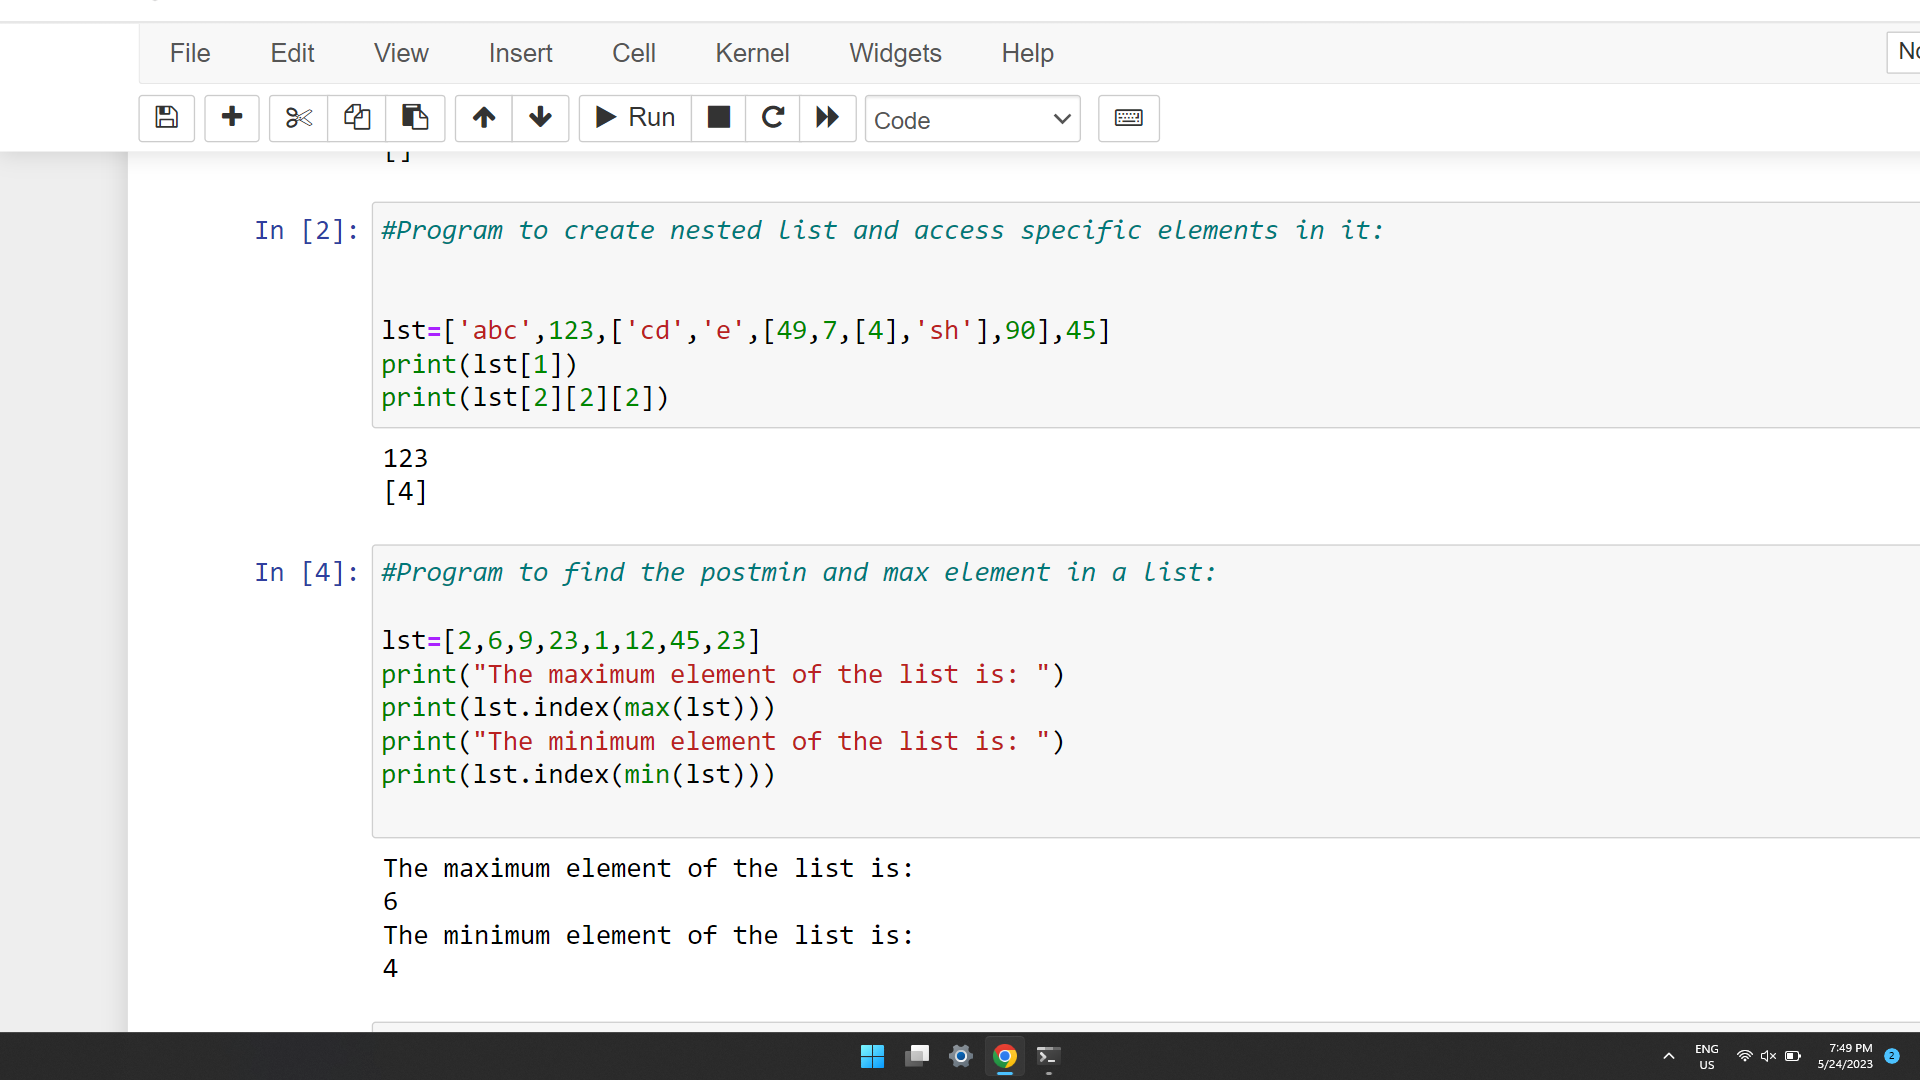 File Edit View Insert Cell Kernel Widgets Help
Run Code
[]
In [2]: #Program to create nested list and access specific elements in it:
lst=['abc',123,['cd','e',[49,7,[4],'sh'],90],45]
print(lst[1])
print(lst[2][2][2])
123
[4]
In [4]: #Program to find the postmin and max element in a list:
lst=[2,6,9,23,1,12,45,23]
print("The maximum element of the list is: ")
print(lst.index(max(lst)))
print("The minimum element of the list is: ")
print(lst.index(min(lst)))
The maximum element of the list is:
6
The minimum element of the list is:
4
ENG
US
7:49 PM
5/24/2023
2